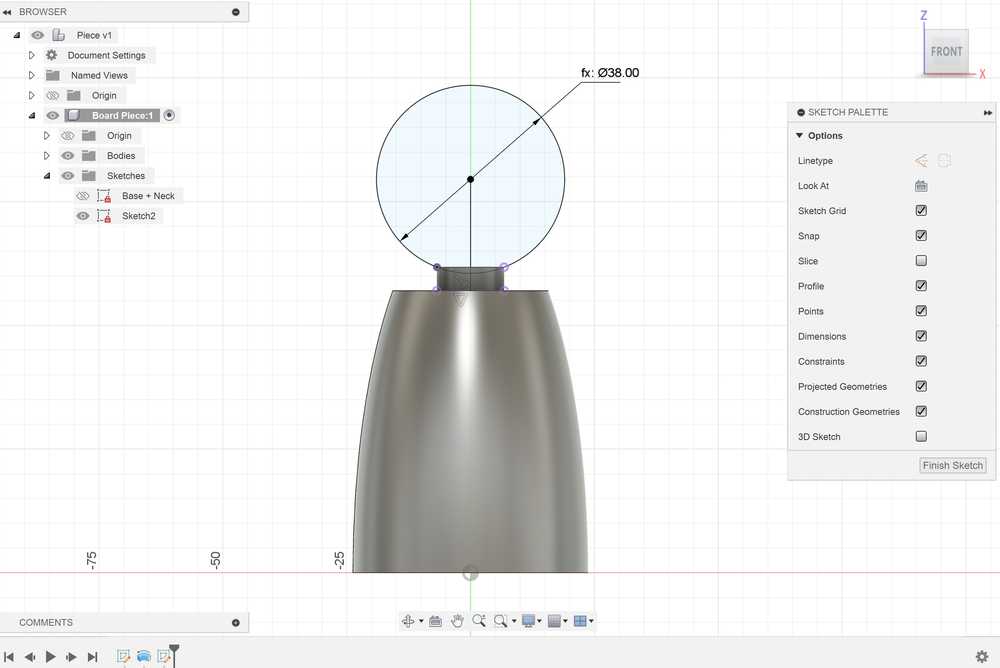 BROWSER
Piece v1
Document Settings
Named Views
Origin
Board Piece:1
Origin
Bodies
Sketches
Base + Neck
Sketch2
fx: Ø38.00
Z
FRONT
X
SKETCH PALETTE
Options
Linetype
Look At
Sketch Grid
Snap
Slice
Profile
Points
Dimensions
Constraints
Projected Geometries
Construction Geometries
3D Sketch
Finish Sketch
-75
-50
-25
COMMENTS